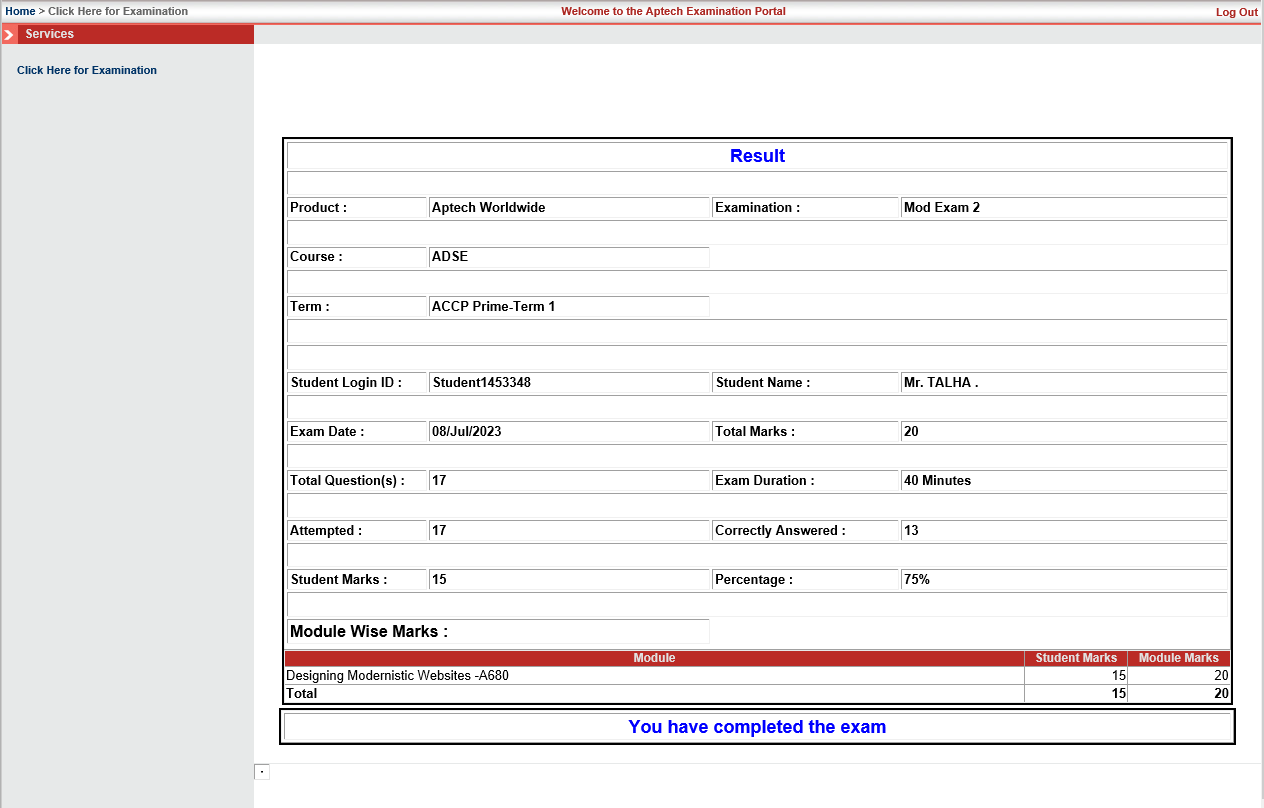 Home > Click Here for Examination Welcome to the Aptech Examination Portal Log Out
Services
Click Here for Examination
Result
Product : Aptech Worldwide Examination : Mod Exam 2
Course : ADSE
Term : ACCP Prime-Term 1
Student Login ID : Student1453348 Student Name : Mr. TALHA .
Exam Date : 08/Jul/2023 Total Marks : 20
Total Question(s) : 17 Exam Duration : 40 Minutes
Attempted : 17 Correctly Answered : 13
Student Marks : 15 Percentage : 75%
Module Wise Marks :
Module Student Marks Module Marks
Designing Modernistic Websites -A680 15 20
Total 15 20
You have completed the exam
.